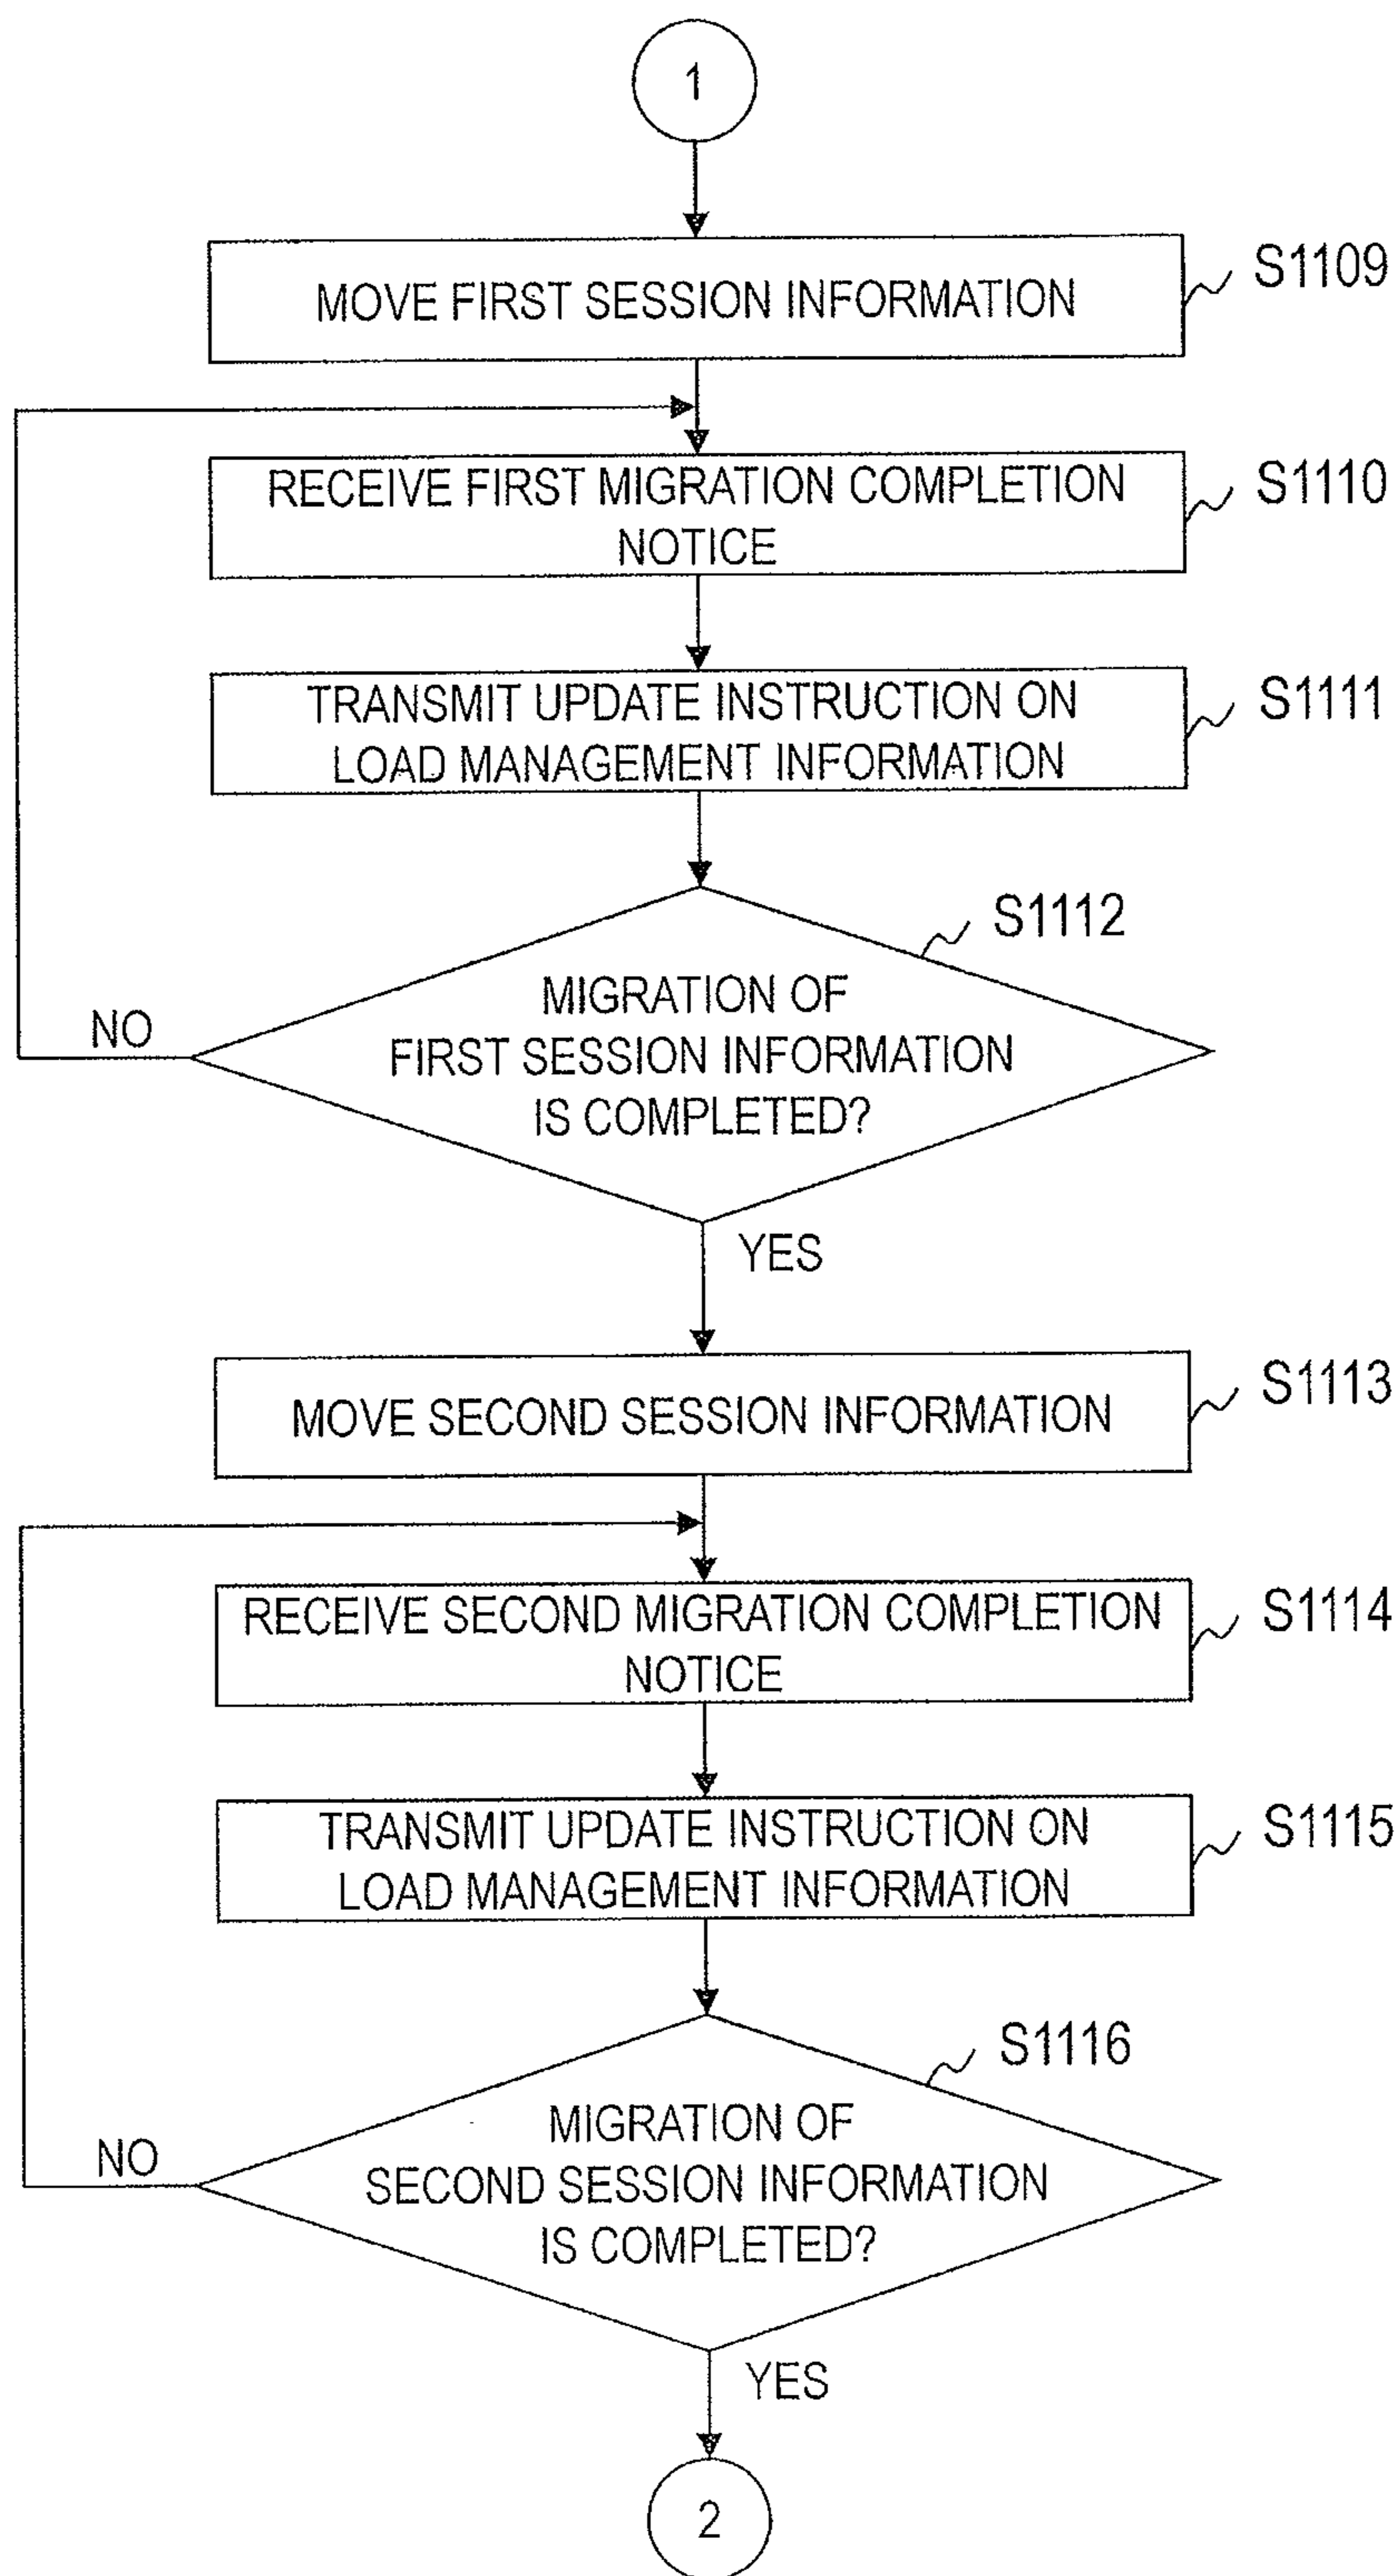 1
MOVE FIRST SESSION INFORMATION
S1109
RECEIVE FIRST MIGRATION COMPLETION
NOTICE
S1110
TRANSMIT UPDATE INSTRUCTION ON
LOAD MANAGEMENT INFORMATION
S1111
S1112
MIGRATION OF
FIRST SESSION INFORMATION
IS COMPLETED?
NO
YES
MOVE SECOND SESSION INFORMATION
S1113
RECEIVE SECOND MIGRATION COMPLETION
NOTICE
S1114
TRANSMIT UPDATE INSTRUCTION ON
LOAD MANAGEMENT INFORMATION
S1115
S1116
MIGRATION OF
SECOND SESSION INFORMATION
IS COMPLETED?
NO
YES
2